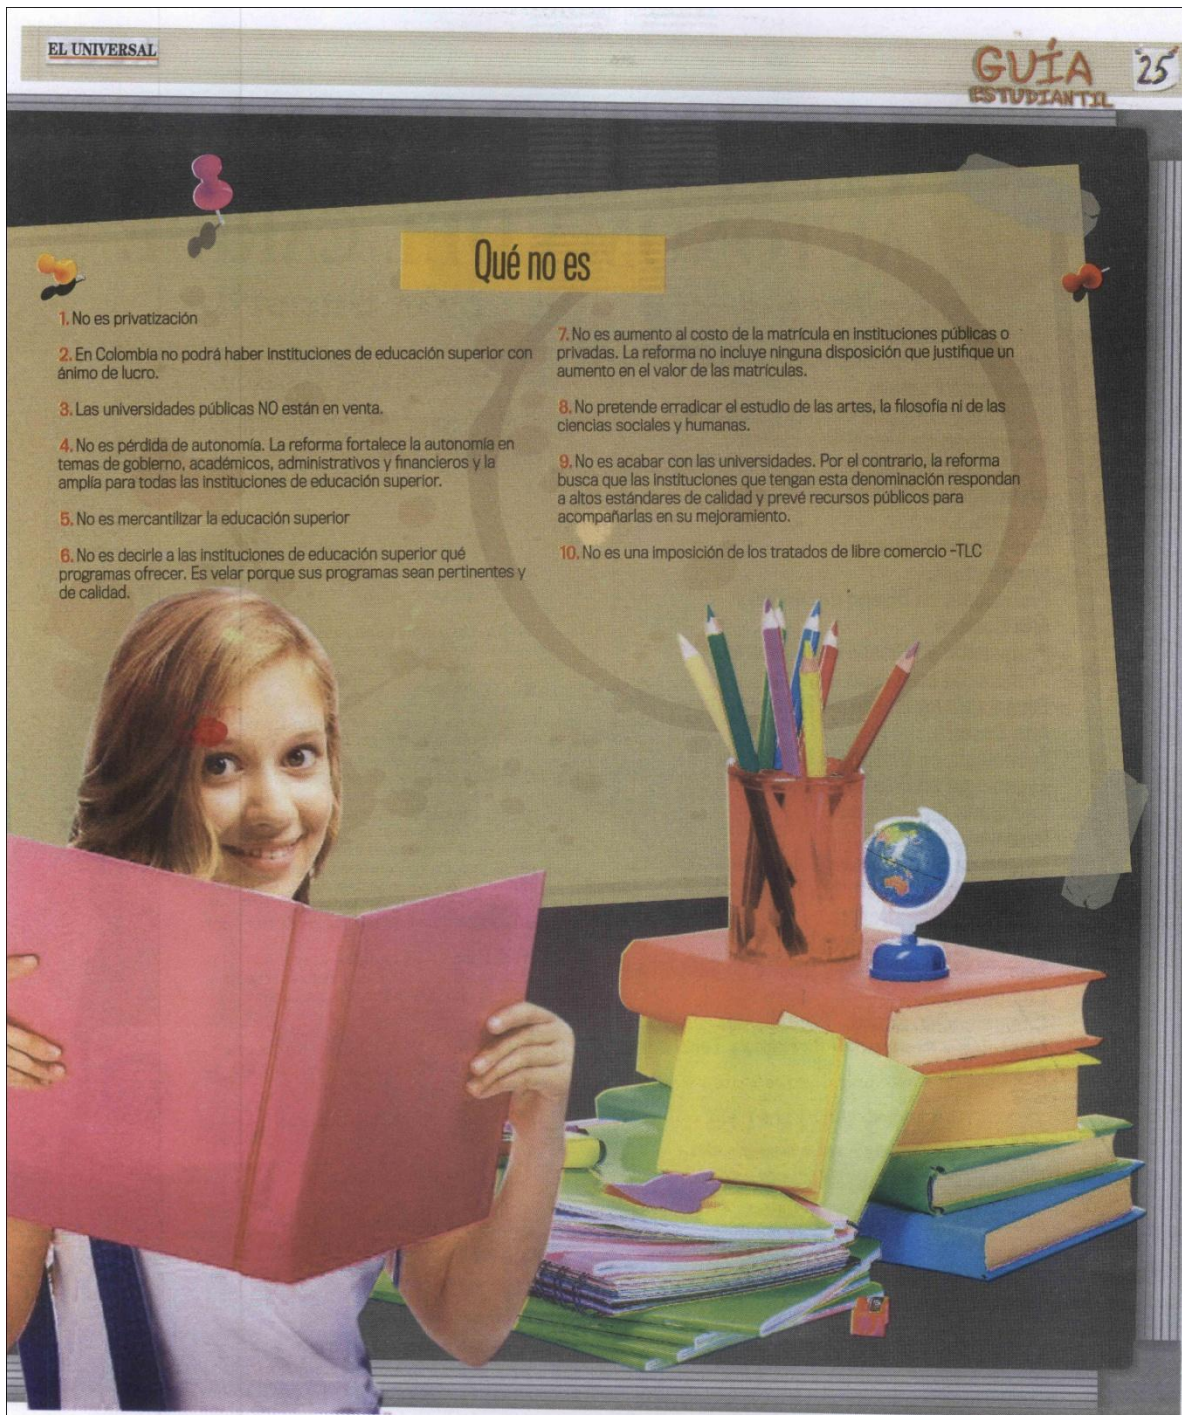 EL UNIVERSAL
GUÍA
ESTUDIANTIL
25
Qué no es
1. No es privatización
2. En Colombia no podrá haber instituciones de educación superior con
ánimo de lucro.
3. Las universidades públicas NO están en venta.
4. No es pérdida de autonomía. La reforma fortalece la autonomía en
temas de gobierno, académicos, administrativos y financieros y la
amplía para todas las instituciones de educación superior.
5. No es mercantilizar la educación superior
6. No es decirle a las instituciones de educación superior qué
programas ofrecer. Es velar porque sus programas sean pertinentes y
de calidad.
7. No es aumento al costo de la matrícula en instituciones públicas o
privadas. La reforma no incluye ninguna disposición que justifique un
aumento en el valor de las matrículas.
8. No pretende erradicar el estudio de las artes, la filosofía ni de las
ciencias sociales y humanas.
9. No es acabar con las universidades. Por el contrario, la reforma
busca que las instituciones que tengan esta denominación respondan
a altos estándares de calidad y prevé recursos públicos para
acompañarlas en su mejoramiento.
10. No es una imposición de los tratados de libre comercio -TLC